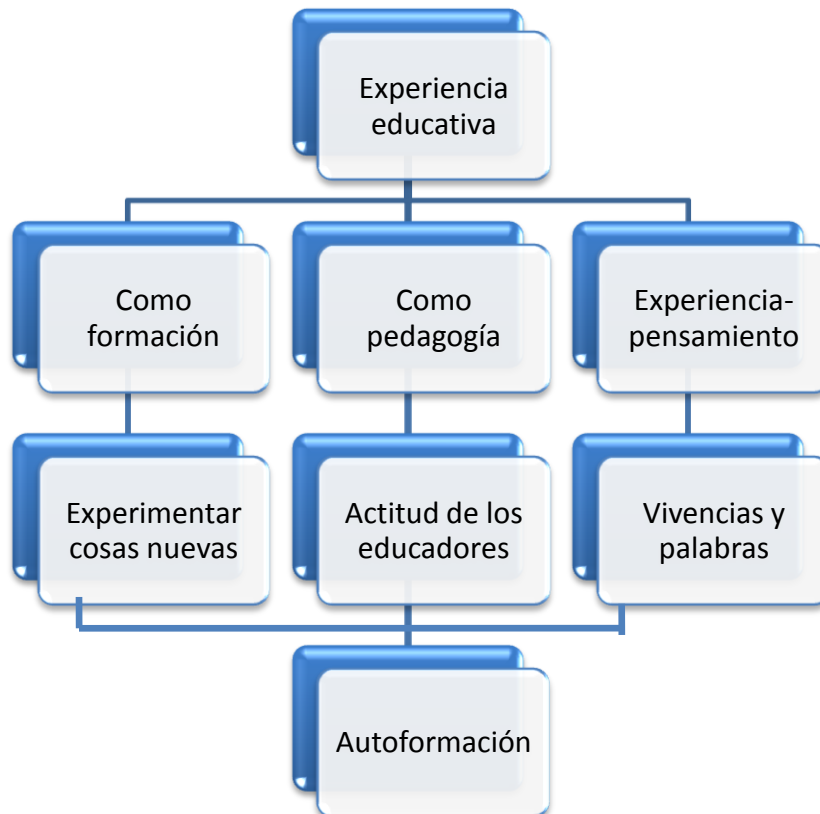 Experiencia
educativa
Como
formación
Como
pedagogía
Experiencia-
pensamiento
Experimentar
cosas nuevas
Actitud de los
educadores
Vivencias y
palabras
Autoformación